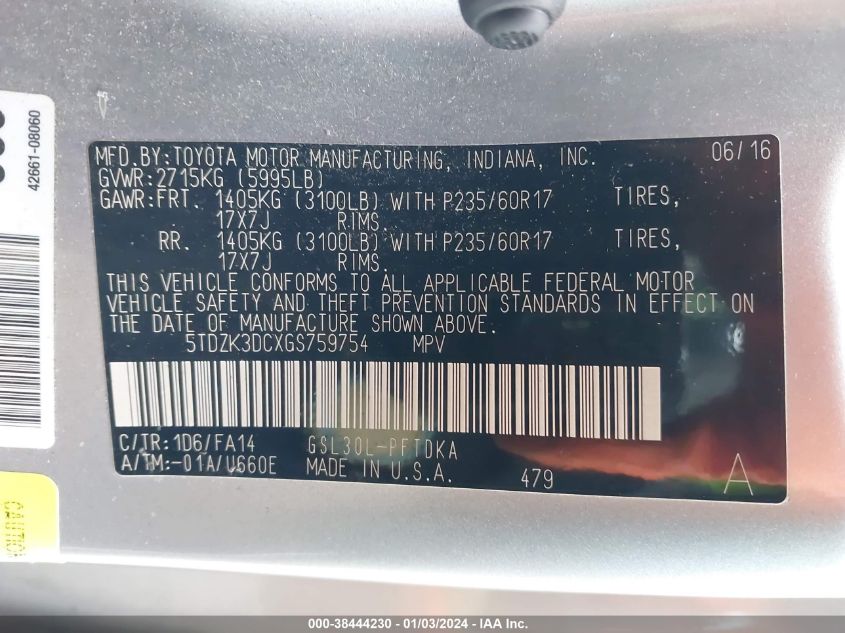 42661-08060
MFD.BY:TOYOTA MOTOR MANUFACTURING, INDIANA, INC. 06/16
GVWR:2715KG (5995LB)
GAWR:FRT. 1405KG (3100LB) WITH P235/60R17 TIRES,
17X7J RIMS.
RR. 1405KG (3100LB) WITH P235/60R17 TIRES,
17X7J RIMS.
THIS VEHICLE CONFORMS TO ALL APPLICABLE FEDERAL MOTOR
VEHICLE SAFETY AND THEFT PREVENTION STANDARDS IN EFFECT ON
THE DATE OF MANUFACTURE SHOWN ABOVE.
5TDZK3DCXGS759754 MPV
C/TR:1D6/FA14 GSL30L-PFTDKA
A/TM:-01A/U660E MADE IN U.S.A. 479 A
CAUTION
000-38444230 - 01/03/2024 - IAA Inc.